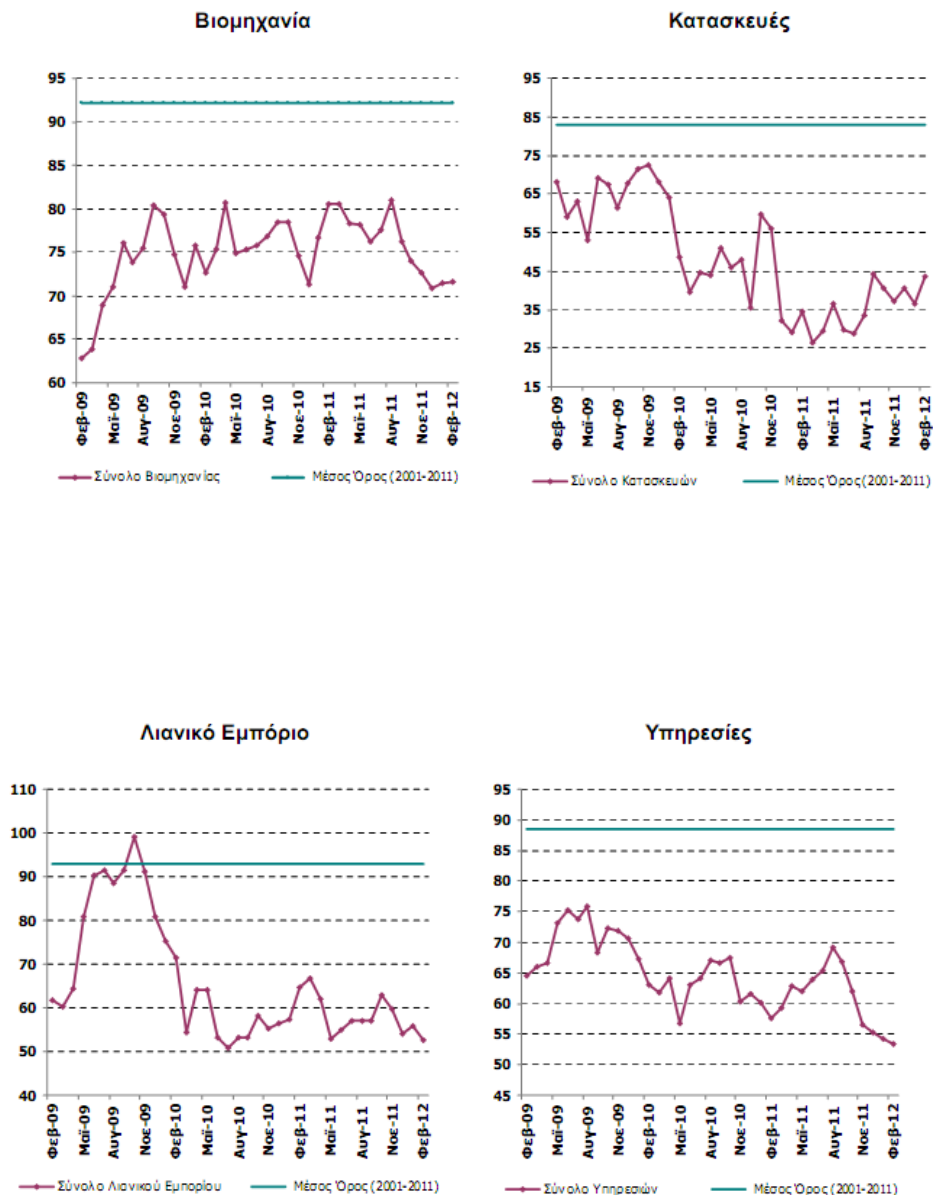 Βιομηχανία
95
90
85
80
75
70
65
60
Φεβ-09
Μαϊ-09
Αυγ-09
Νοε-09
Φεβ-10
Μαϊ-10
Αυγ-10
Νοε-10
Φεβ-11
Μαϊ-11
Αυγ-11
Νοε-11
Φεβ-12
Σύνολο Βιομηχανίας
Μέσος Όρος (2001-2011)
Κατασκευές
95
85
75
65
55
45
35
25
15
Φεβ-09
Μαϊ-09
Αυγ-09
Νοε-09
Φεβ-10
Μαϊ-10
Αυγ-10
Νοε-10
Φεβ-11
Μαϊ-11
Αυγ-11
Νοε-11
Φεβ-12
Σύνολο Κατασκευών
Μέσος Όρος (2001-2011)
Λιανικό Εμπόριο
110
100
90
80
70
60
50
40
Φεβ-09
Μαϊ-09
Αυγ-09
Νοε-09
Φεβ-10
Μαϊ-10
Αυγ-10
Νοε-10
Φεβ-11
Μαϊ-11
Αυγ-11
Νοε-11
Φεβ-12
Σύνολο Λιανικού Εμπορίου
Μέσος Όρος (2001-2011)
Υπηρεσίες
95
90
85
80
75
70
65
60
55
50
45
Φεβ-09
Μαϊ-09
Αυγ-09
Νοε-09
Φεβ-10
Μαϊ-10
Αυγ-10
Νοε-10
Φεβ-11
Μαϊ-11
Αυγ-11
Νοε-11
Φεβ-12
Σύνολο Υπηρεσιών
Μέσος Όρος (2001-2011)